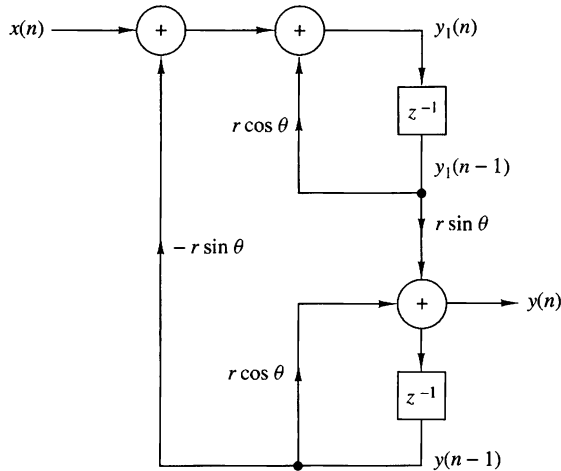 x(n) + + y₁(n)
z⁻¹
r cos θ
y₁(n − 1)
r sin θ
− r sin θ
+ y(n)
r cos θ
z⁻¹
y(n − 1)